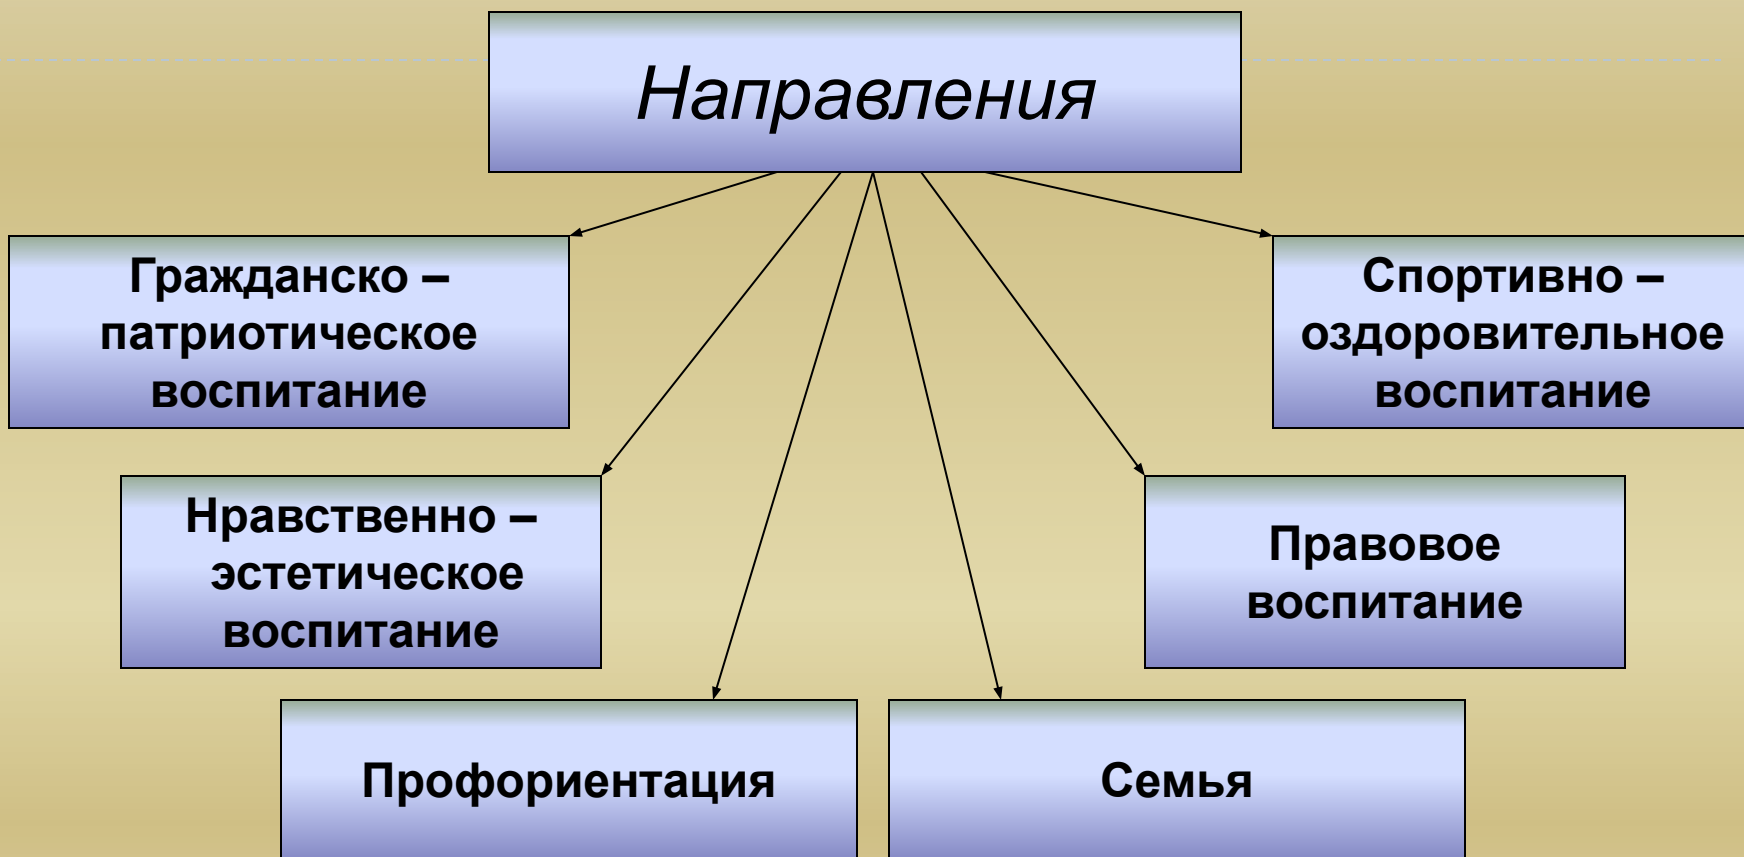 Направления
Гражданско –
патриотическое
воспитание
Спортивно –
оздоровительное
воспитание
Нравственно –
эстетическое
воспитание
Правовое
воспитание
Профориентация
Семья